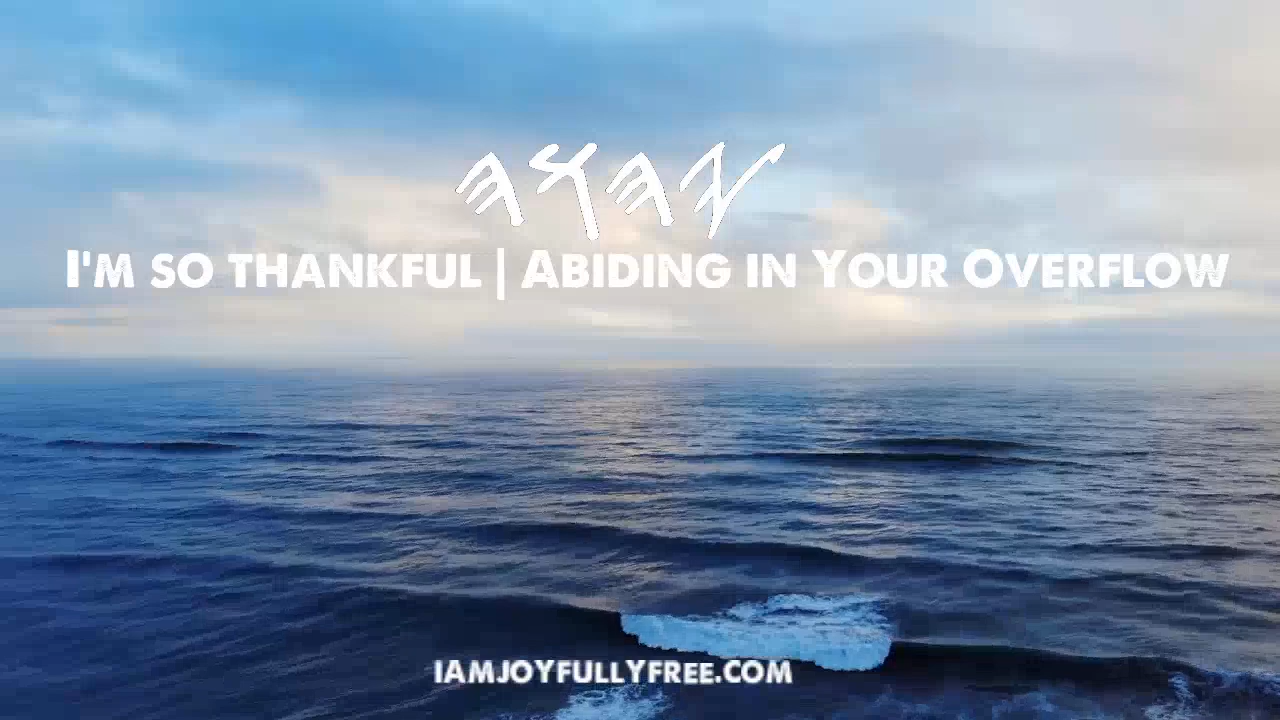 𐤉𐤄𐤅𐤄
I'M SO THANKFUL | ABIDING IN YOUR OVERFLOW
IAMJOYFULLYFREE.COM